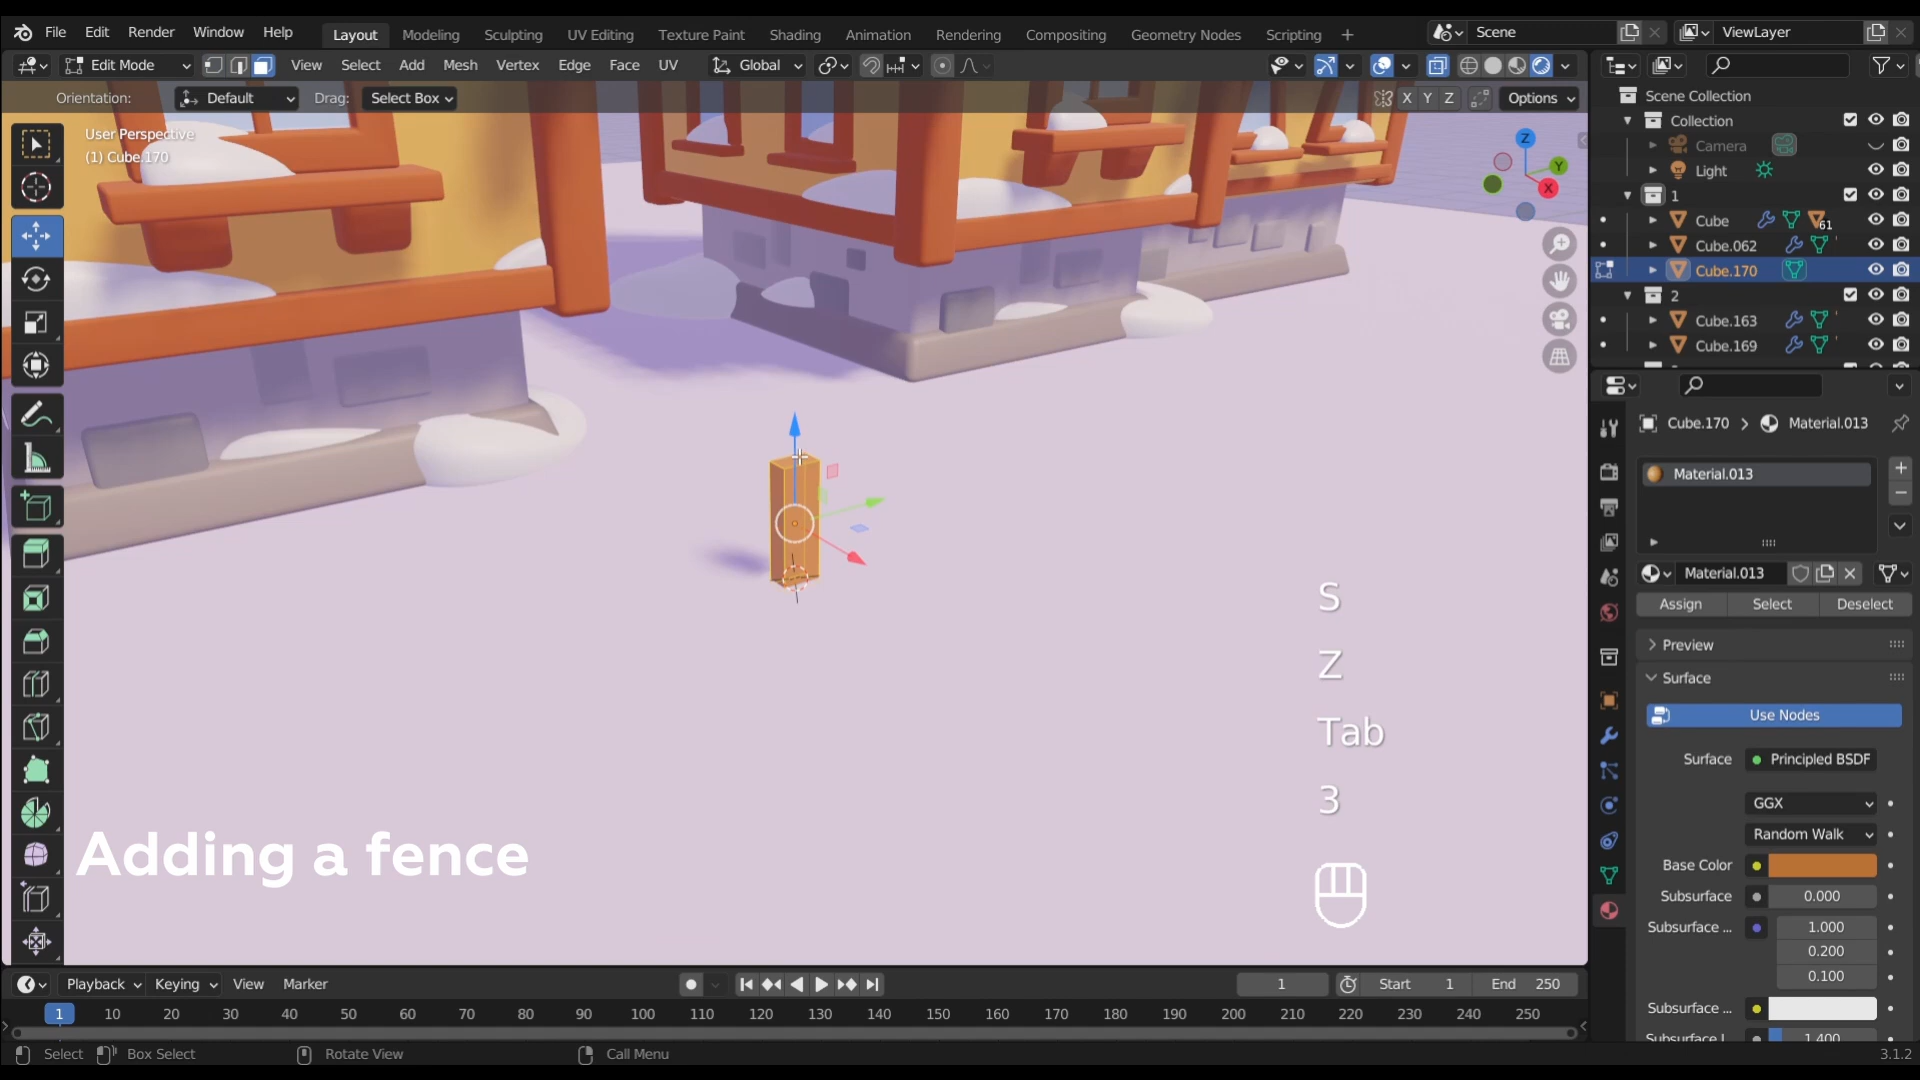 File Edit Render Window Help Layout Modeling Sculpting UV Editing Texture Paint Shading Animation Rendering Compositing Geometry Nodes Scripting + Scene ViewLayer
Edit Mode View Select Add Mesh Vertex Edge Face UV Global
Orientation: Default Drag: Select Box X Y Z Options
User Perspective
(1) Cube.170
Z
Y
X
Scene Collection
Collection
Camera
Light
1
Cube 61
Cube.062
Cube.170
2
Cube.163
Cube.169
Cube.170 > Material.013
Material.013
Material.013
Assign Select Deselect
Preview
Surface
Use Nodes
Surface Principled BSDF
GGX
Random Walk
Base Color
Subsurface 0.000
Subsurface ... 1.000
0.200
0.100
Subsurface ...
Subsurface I 1.400
S
Z
Tab
3
Adding a fence
Playback Keying View Marker 1 Start 1 End 250
1 10 20 30 40 50 60 70 80 90 100 110 120 130 140 150 160 170 180 190 200 210 220 230 240 250
Select Box Select Rotate View Call Menu 3.1.2